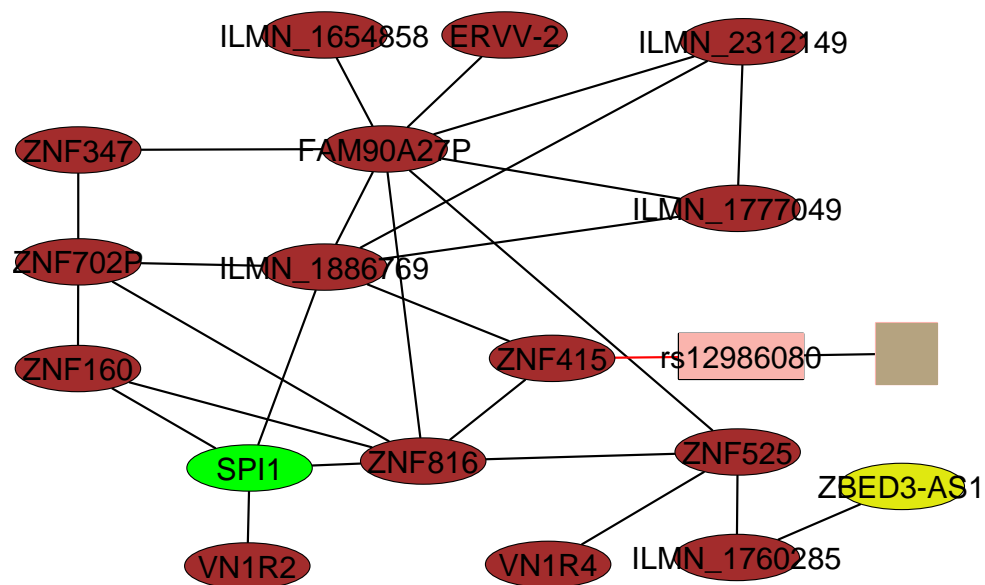 ILMN_1654858
ERVV-2
ILMN_2312149
ZNF347
FAM90A27P
ILMN_1777049
ZNF702P
ILMN_1886769
ZNF160
ZNF415
rs12986080
SPI1
ZNF816
ZNF525
ZBED3-AS1
VN1R2
VN1R4
ILMN_1760285